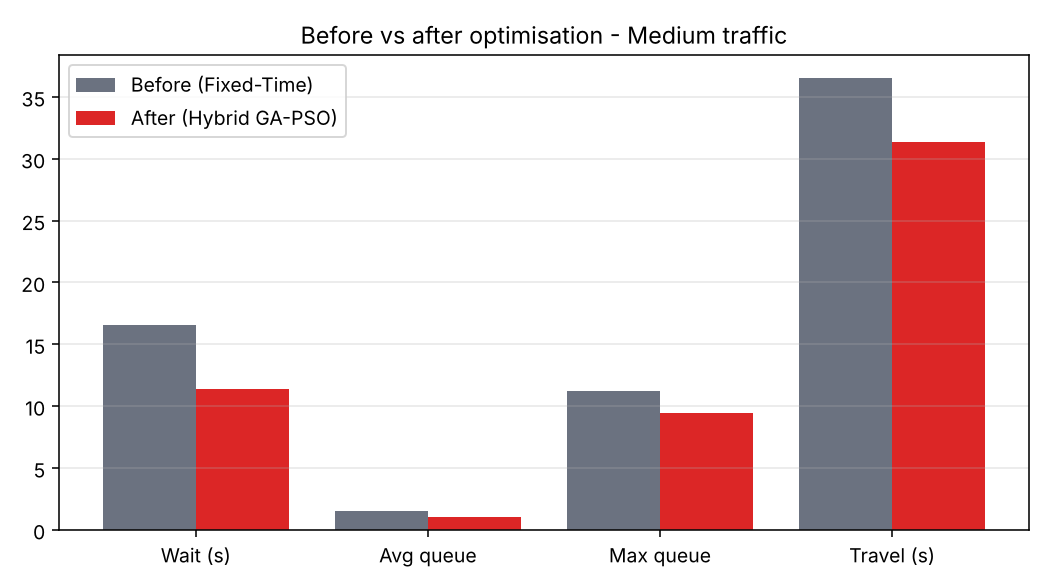 Before vs after optimisation - Medium traffic
Before (Fixed-Time)
After (Hybrid GA-PSO)
35
30
25
20
15
10
5
0
Wait (s)
Avg queue
Max queue
Travel (s)